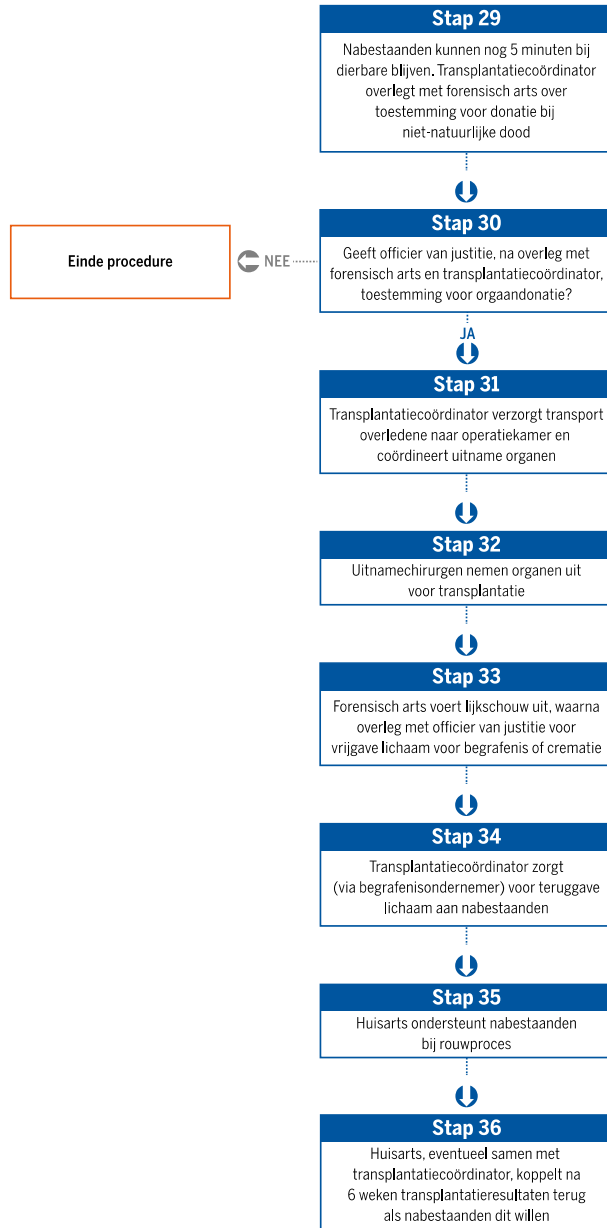 Stap 29
Nabestaanden kunnen nog 5 minuten bij
dierbare blijven. Transplantatiecoördinator
overlegt met forensisch arts over
toestemming voor donatie bij
niet-natuurlijke dood
Stap 30
Geeft officier van justitie, na overleg met
forensisch arts en transplantatiecoördinator,
toestemming voor orgaandonatie?
NEE
Einde procedure
JA
Stap 31
Transplantatiecoördinator verzorgt transport
overledene naar operatiekamer en
coördineert uitname organen
Stap 32
Uitnamechirurgen nemen organen uit
voor transplantatie
Stap 33
Forensisch arts voert lijkschouw uit, waarna
overleg met officier van justitie voor
vrijgave lichaam voor begrafenis of crematie
Stap 34
Transplantatiecoördinator zorgt
(via begrafenisondernemer) voor teruggave
lichaam aan nabestaanden
Stap 35
Huisarts ondersteunt nabestaanden
bij rouwproces
Stap 36
Huisarts, eventueel samen met
transplantatiecoördinator, koppelt na
6 weken transplantatieresultaten terug
als nabestaanden dit willen